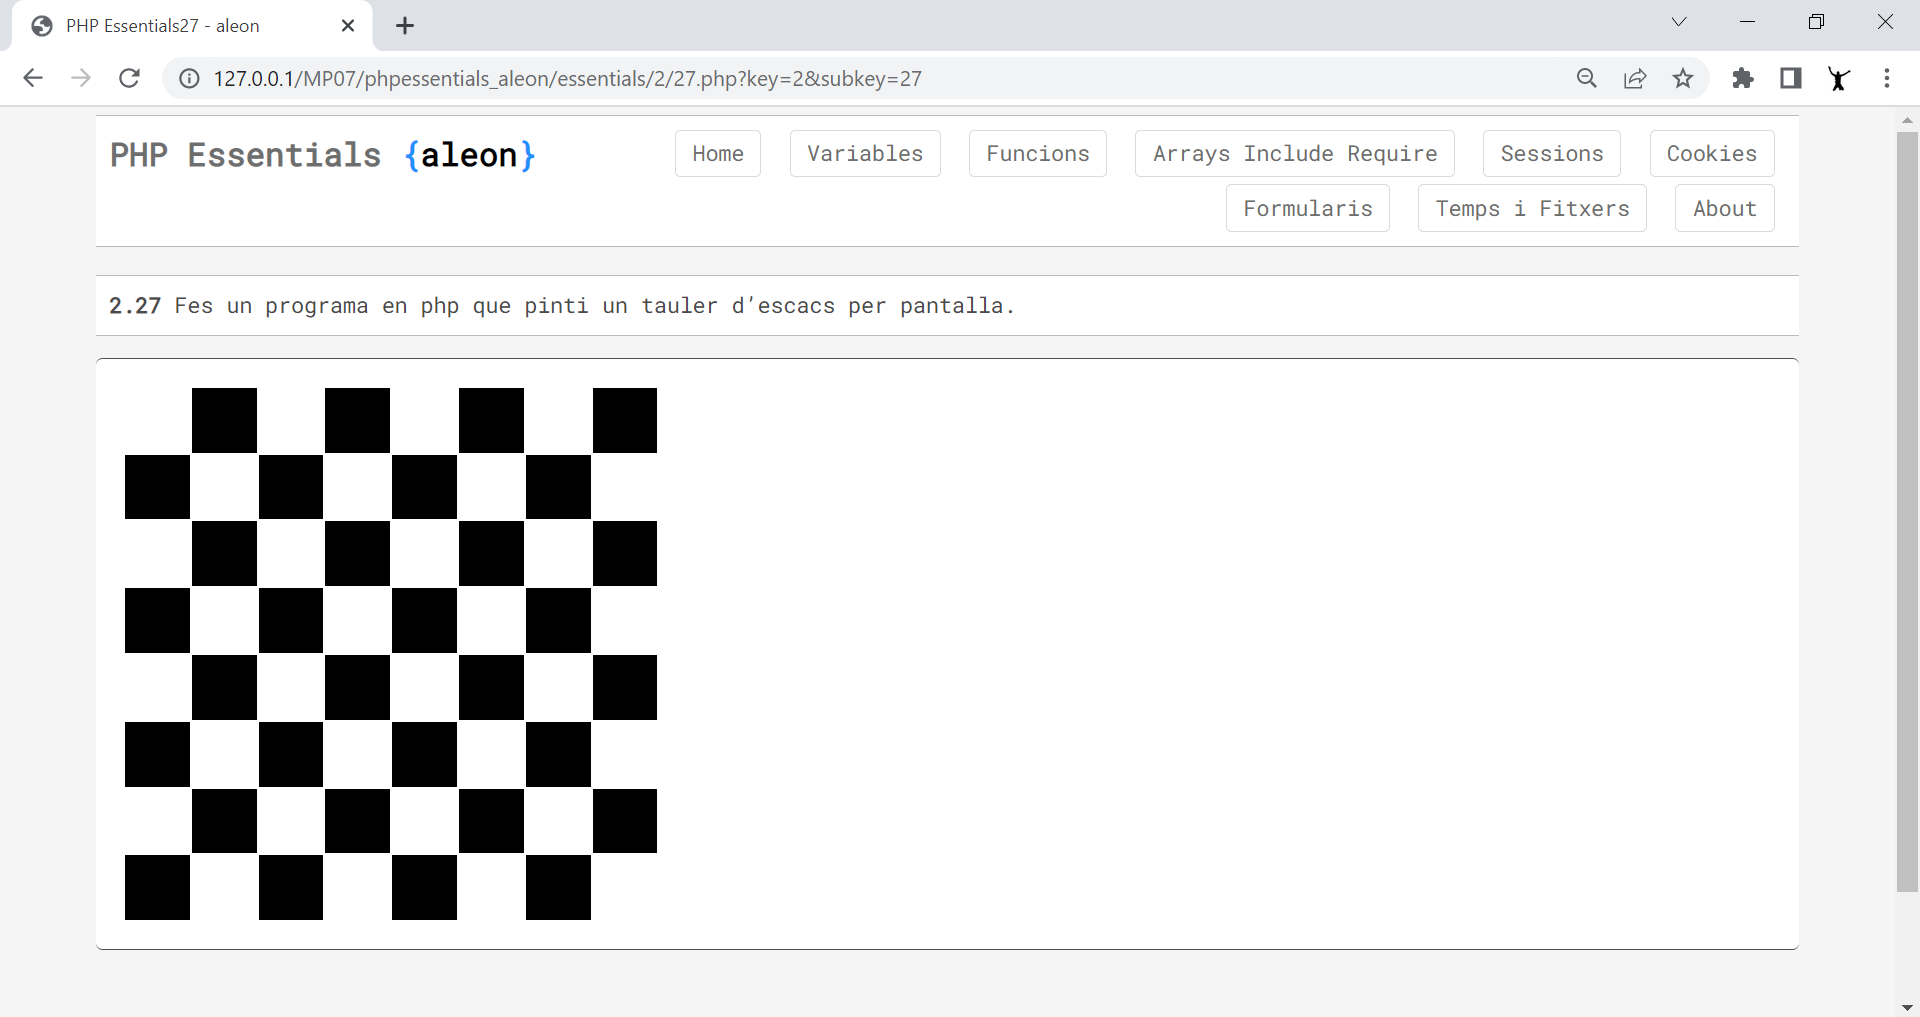 PHP Essentials27 - aleon
127.0.0.1/MP07/phpessentials_aleon/essentials/2/27.php?key=2&subkey=27
PHP Essentials {aleon}
Home Variables Funcions Arrays Include Require Sessions Cookies
Formularis Temps i Fitxers About
2.27 Fes un programa en php que pinti un tauler d'escacs per pantalla.